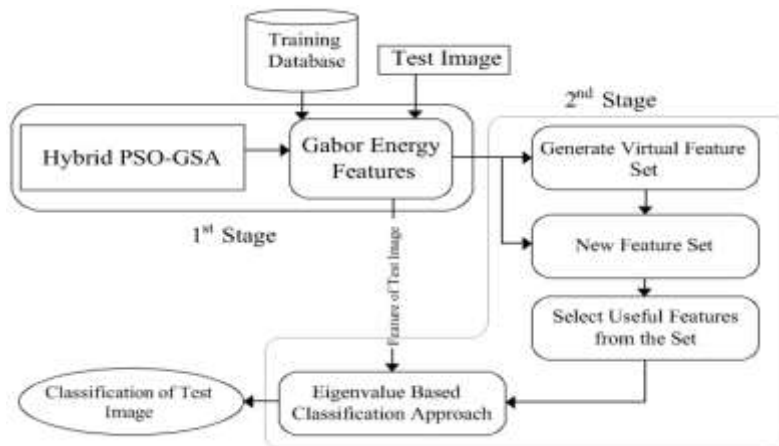 Training
Database
Test Image
2nd Stage
Hybrid PSO-GSA
Gabor Energy
Features
Generate Virtual Feature
Set
1st Stage
New Feature Set
Feature of Test Image
Select Useful Features
from the Set
Classification of Test
Image
Eigenvalue Based
Classification Approach